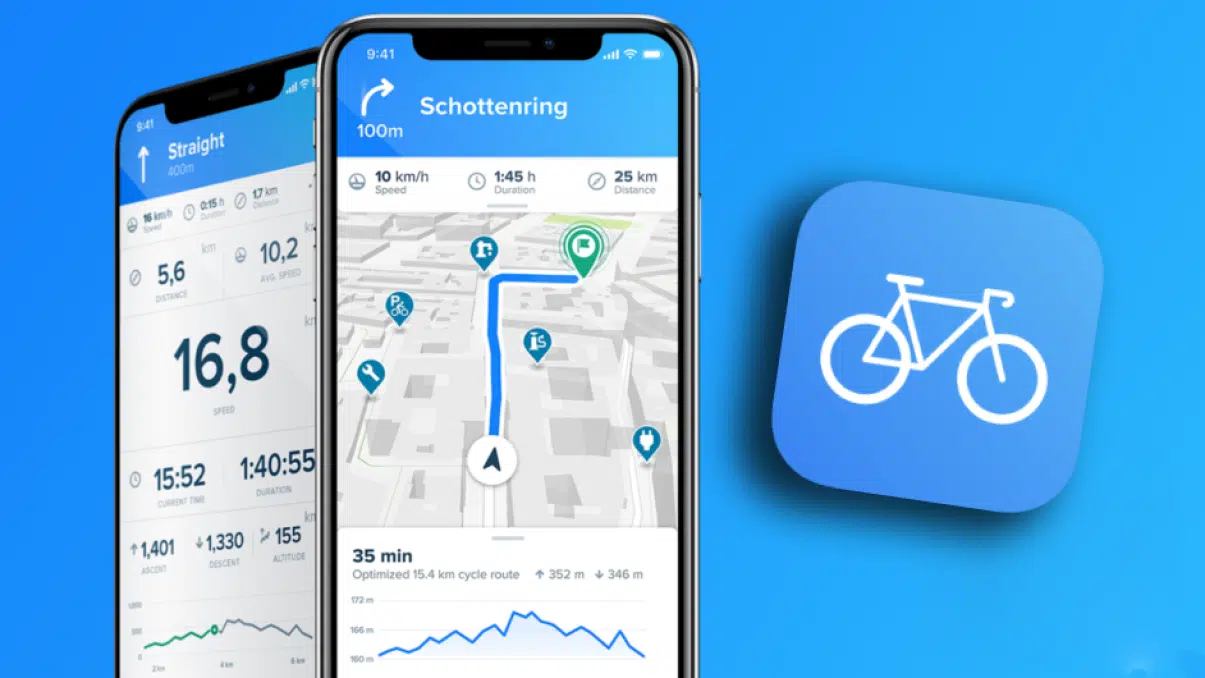 9:41
Straight
400m
16 km/h
Speed
0:15 h
Duration
1.7 km
Distance
km
5,6
DISTANCE
10,2
AVG. SPEED
16,8
SPEED
15:52
CURRENT TIME
1:40:55
DURATION
1,401
ASCENT
1,330
DESCENT
155
ALTITUDE
2 km
4 km
6 km
9:41
100m
Schottenring
10 km/h
Speed
1:45 h
Duration
25 km
Distance
P
35 min
Optimized 15.4 km cycle route
352 m
346 m
172 m
166 m
160 m